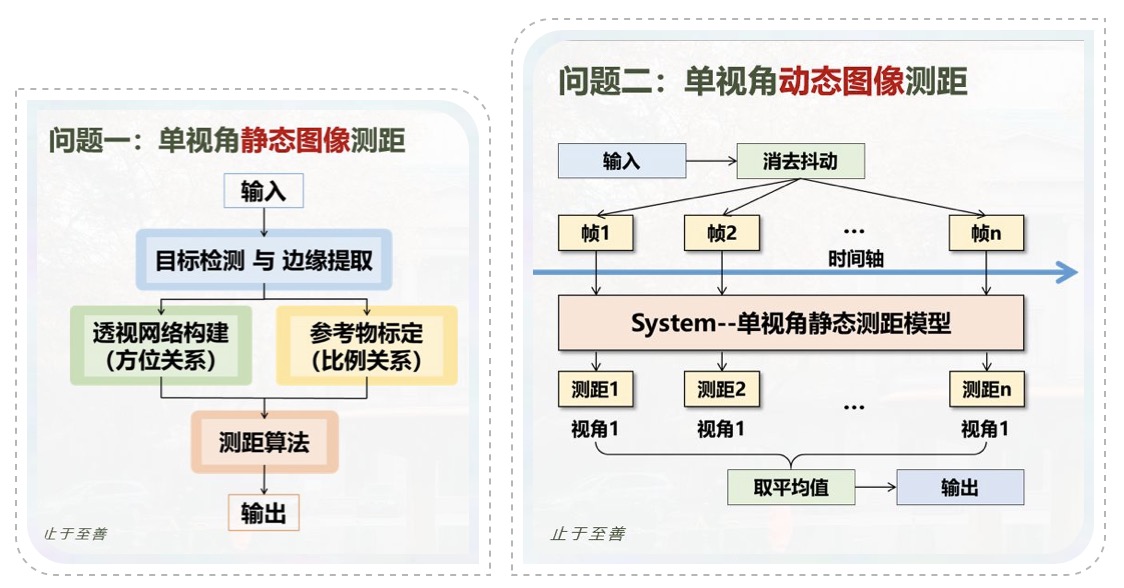 问题一：单视角静态图像测距
输入
目标检测 与 边缘提取
透视网络构建
（方位关系）
参考物标定
（比例关系）
测距算法
输出
止于至善
问题二：单视角动态图像测距
输入
消去抖动
帧1
帧2
...
帧n
时间轴
System--单视角静态测距模型
测距1
测距2
...
测距n
视角1
视角1
视角1
取平均值
输出
止于至善